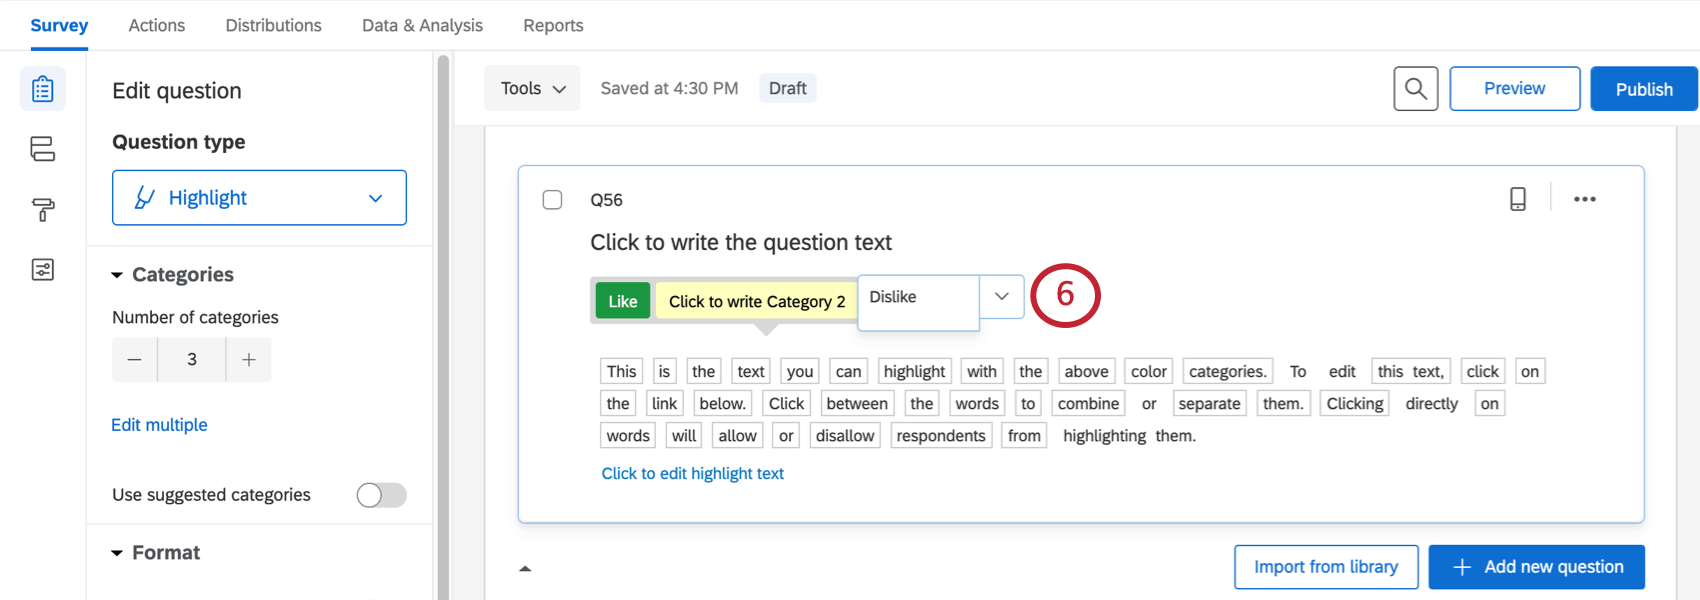 Survey Actions Distributions Data & Analysis Reports
Edit question
Tools Saved at 4:30 PM Draft Preview Publish
Question type
Highlight
Categories
Number of categories
3
Edit multiple
Use suggested categories
Format
Q56
Click to write the question text
Like Click to write Category 2 Dislike 6
This is the text you can highlight with the above color categories. To edit this text, click on
the link below. Click between the words to combine or separate them. Clicking directly on
words will allow or disallow respondents from highlighting them.
Click to edit highlight text
Import from library + Add new question